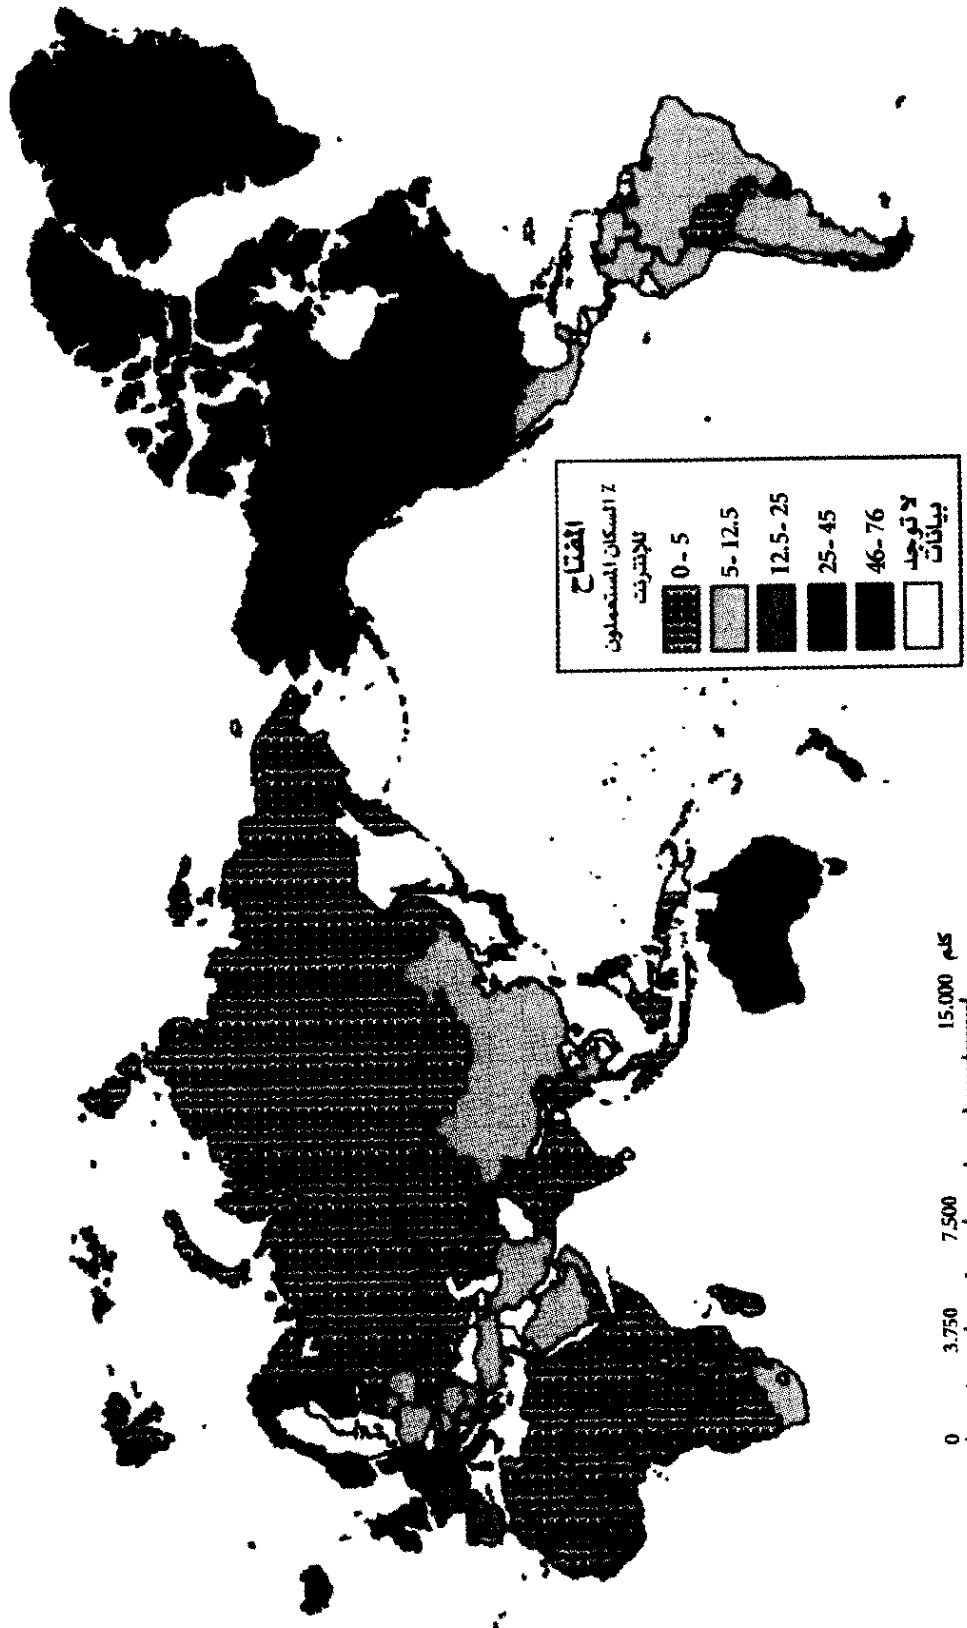 المفتاح
٪ السكان المستعملون
للإنترنت
0 - 5
5 - 12.5
12.5 - 25
25 - 45
46 - 76
لا توجد
بيانات
0 3.750 7.500 15.000 كلم